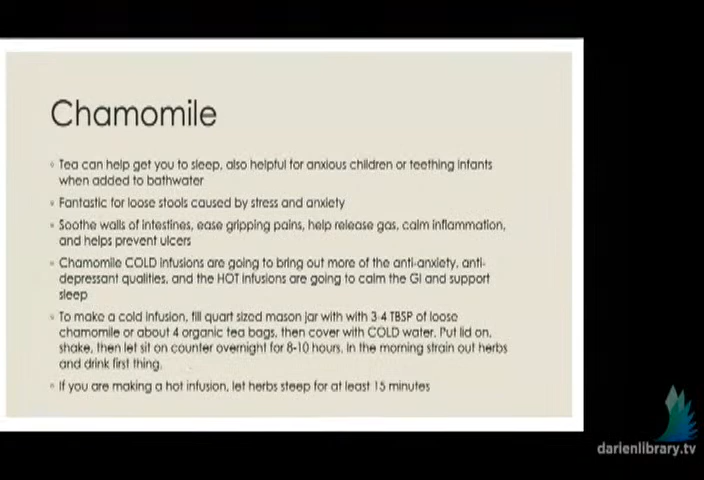 Chamomile
Tea can help get you to sleep, also helpful for anxious children or teething infants
when added to bathwater
Fantastic for loose stools caused by stress and anxiety
Soothe walls of intestines, ease gripping pains, help release gas, calm inflammation,
and helps prevent ulcers
Chamomile COLD infusions are going to bring out more of the anti-anxiety, anti-
depressant qualities, and the HOT infusions are going to calm the GI and support
sleep
To make a cold infusion, fill quart sized mason jar with with 3-4 TBSP of loose
chamomile or about 4 organic tea bags, then cover with COLD water. Put lid on,
shake, then let sit on counter overnight for 8-10 hours. In the morning strain out herbs
and drink first thing.
If you are making a hot infusion, let herbs steep for at least 15 minutes
darienlibrary.tv